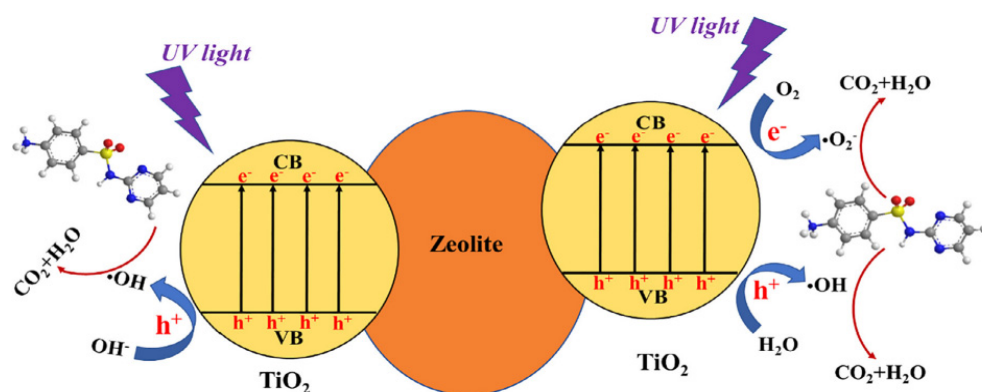 UV light
CB
e⁻ e⁻ e⁻ e⁻
h⁺ h⁺ h⁺ h⁺
VB
TiO₂
CO₂+H₂O
•OH
h⁺
OH⁻
Zeolite
UV light
CB
e⁻ e⁻ e⁻ e⁻
h⁺ h⁺ h⁺ h⁺
VB
TiO₂
O₂
e⁻
•O₂⁻
CO₂+H₂O
h⁺
•OH
H₂O
CO₂+H₂O